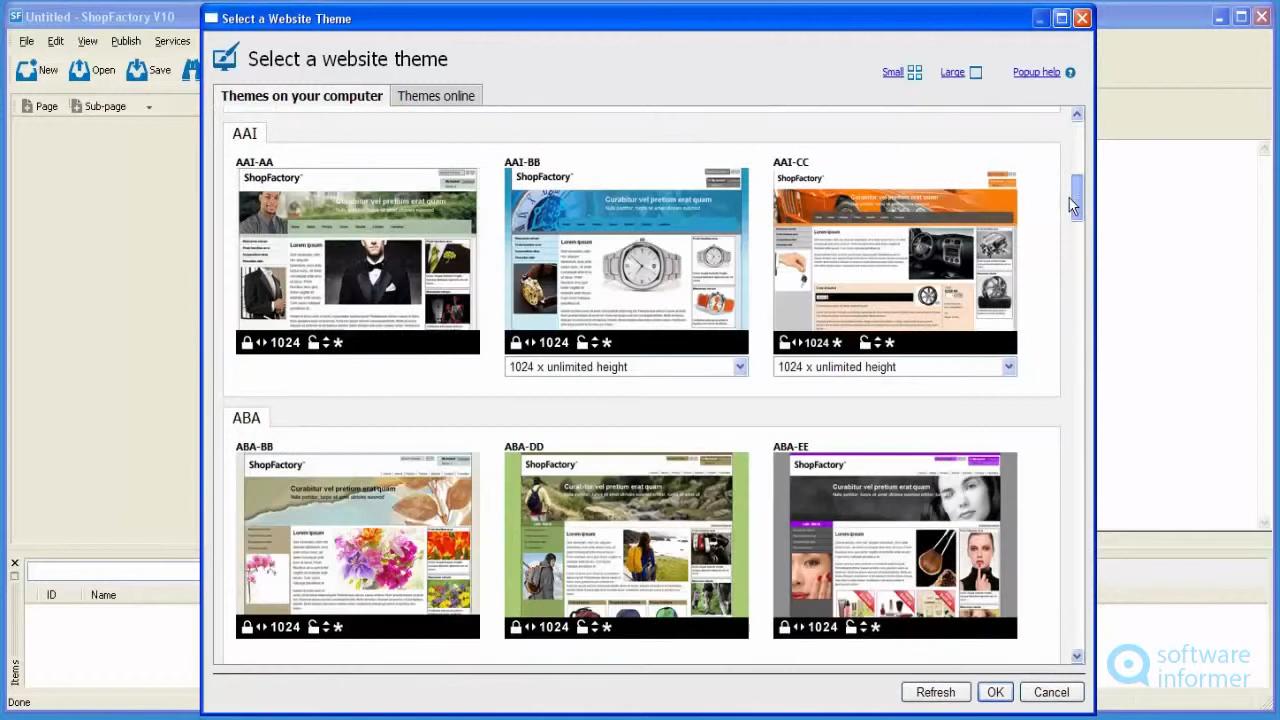 Untitled - ShopFactory V10
Select a Website Theme
File Edit View Publish Services
Select a website theme
New Open Save
Small Large Popup help ?
Themes on your computer Themes online
Page Sub-page
AAI
AAI-AA AAI-BB AAI-CC
ShopFactory ShopFactory ShopFactory
Curabitur vel pretium erat quam Curabitur vel pretium erat quam Curabitur vel pretium erat quam
Lorem ipsum Lorem ipsum Lorem ipsum
1024 * 1024 * 1024 * *
1024 x unlimited height 1024 x unlimited height
ABA
ABA-BB ABA-DD ABA-EE
ShopFactory ShopFactory ShopFactory
Curabitur vel pretium erat quam Curabitur vel pretium erat quam Curabitur vel pretium erat quam
Lorem ipsum Lorem ipsum Lorem ipsum
1024 * 1024 * 1024 *
ID Name
Items
software
informer
Refresh OK Cancel
Done